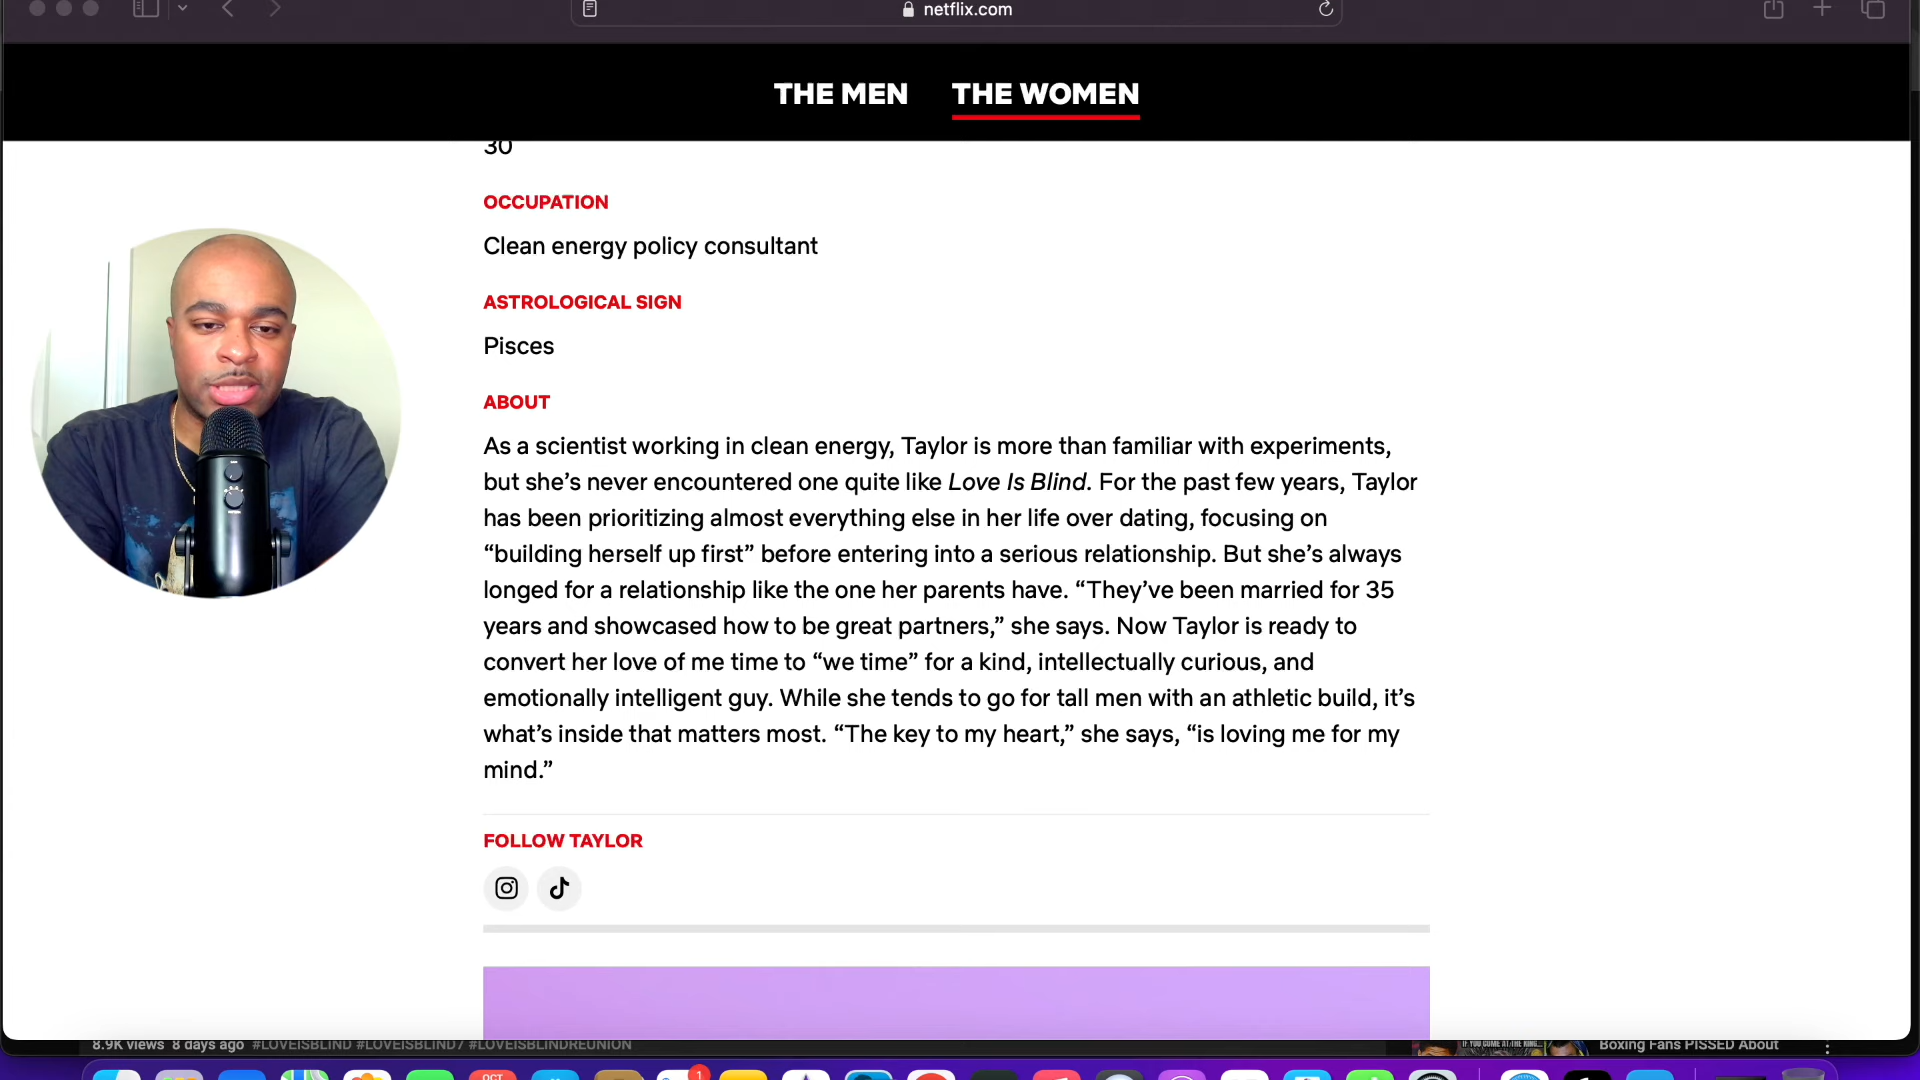 netflix.com
THE MEN THE WOMEN
30
OCCUPATION
Clean energy policy consultant
ASTROLOGICAL SIGN
Pisces
ABOUT
As a scientist working in clean energy, Taylor is more than familiar with experiments,
but she’s never encountered one quite like Love Is Blind. For the past few years, Taylor
has been prioritizing almost everything else in her life over dating, focusing on
“building herself up first” before entering into a serious relationship. But she’s always
longed for a relationship like the one her parents have. “They’ve been married for 35
years and showcased how to be great partners,” she says. Now Taylor is ready to
convert her love of me time to “we time” for a kind, intellectually curious, and
emotionally intelligent guy. While she tends to go for tall men with an athletic build, it’s
what’s inside that matters most. “The key to my heart,” she says, “is loving me for my
mind.”
FOLLOW TAYLOR
8.9K views 8 days ago #LOVEISBLIND #LOVEISBLIND7 #LOVEISBLINDREUNION
IF YOU COME AT THE KING...
Boxing Fans PISSED About
OCT
1